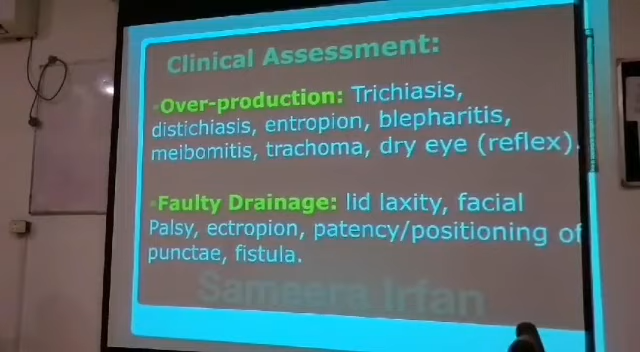 Clinical Assessment:
Over-production: Trichiasis,
distichiasis, entropion, blepharitis,
meibomitis, trachoma, dry eye (reflex).
Faulty Drainage: lid laxity, facial
Palsy, ectropion, patency/positioning of
punctae, fistula.
Sameera Irfan